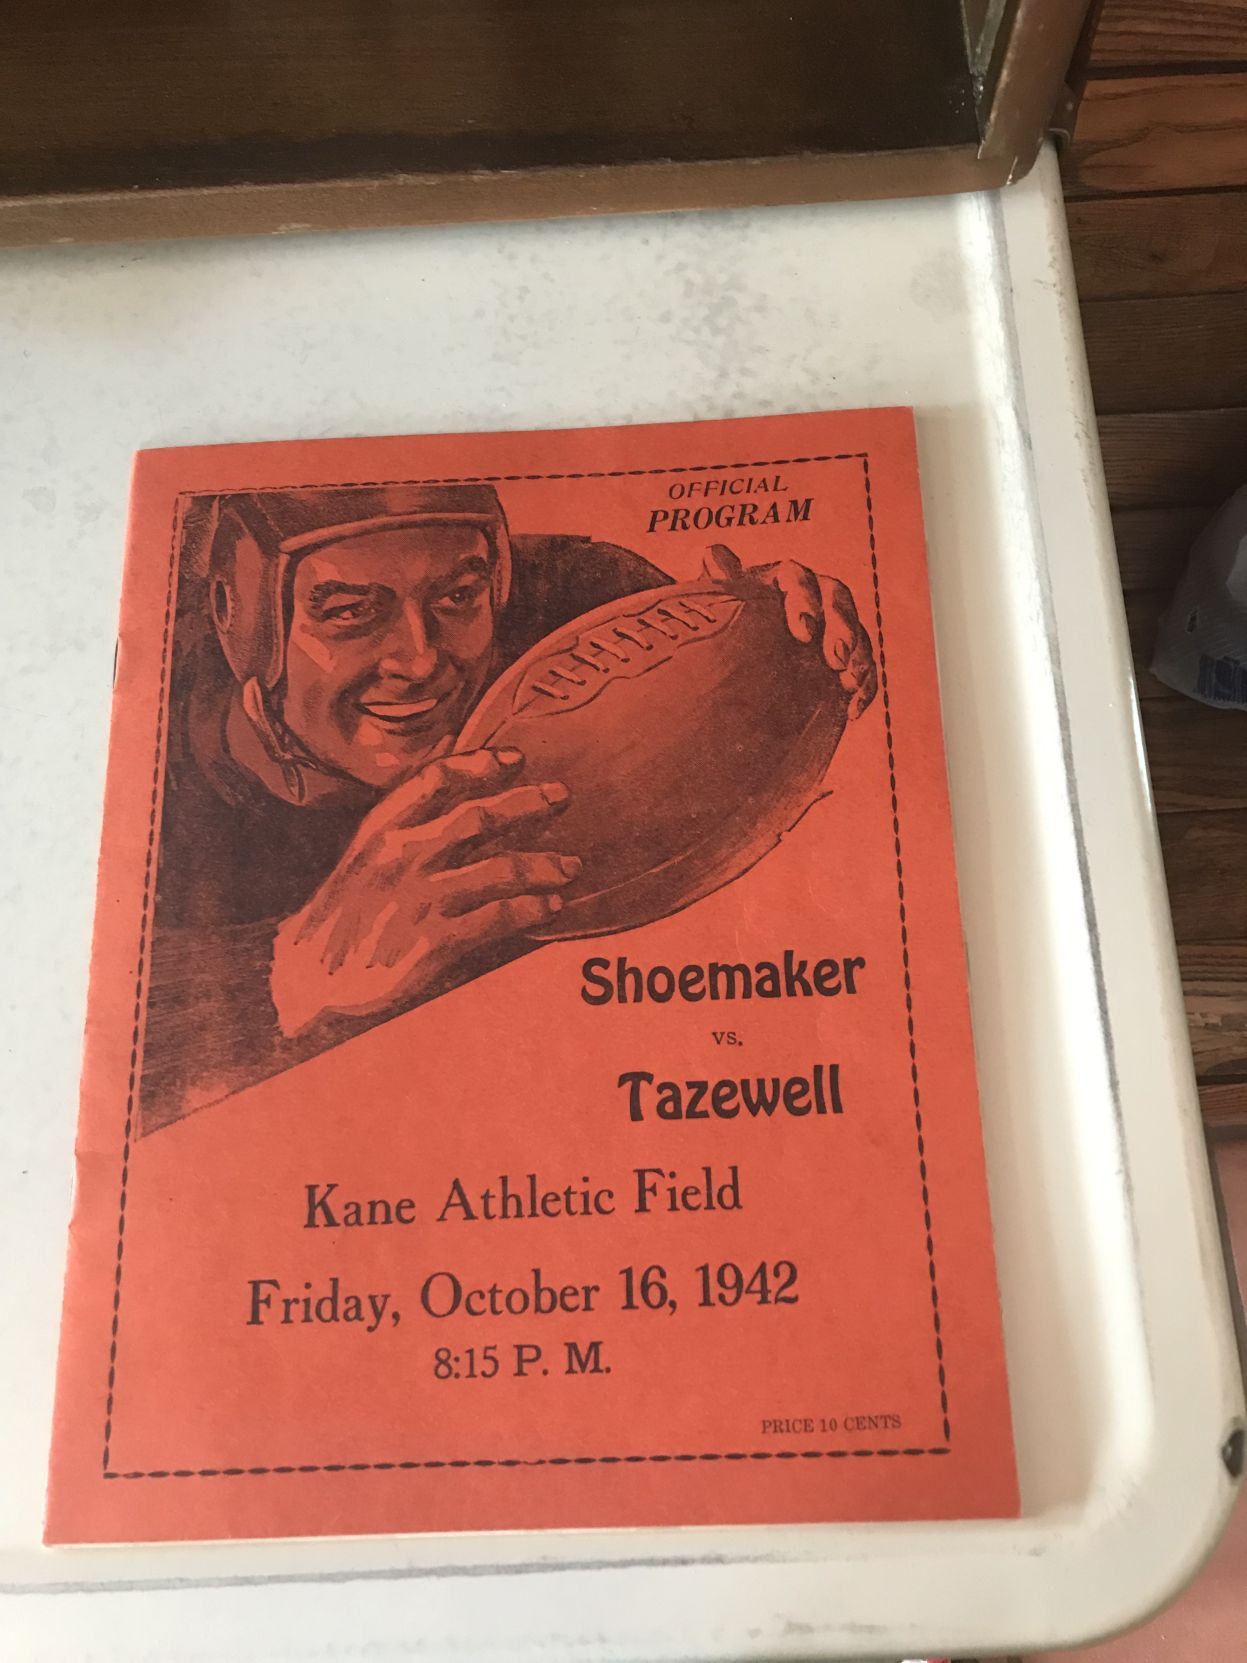 OFFICIAL
PROGRAM
Shoemaker
vs.
Tazewell
Kane Athletic Field
Friday, October 16, 1942
8:15 P. M.
PRICE 10 CENTS